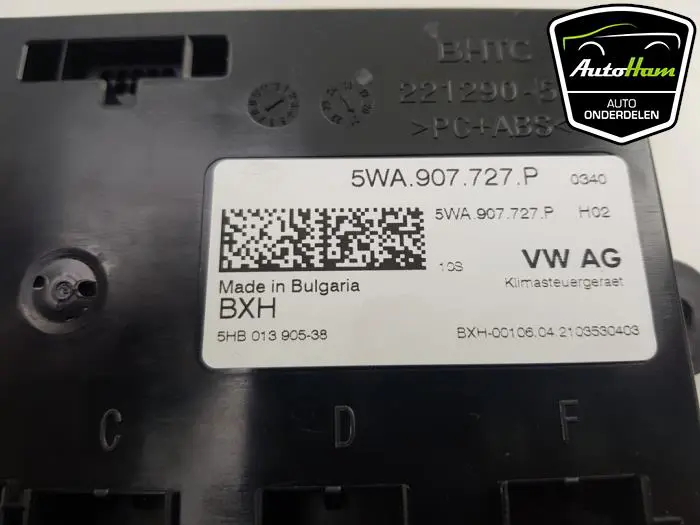 BHTC
221290-5
>PC+ABS<
AutoHam
AUTO
ONDERDELEN
5WA.907.727.P 0340
5WA.907.727.P H02
10S VW AG
Klimasteuergeraet
Made in Bulgaria
BXH
5HB 013 905-38
BXH-00106.04.2103530403
C D F